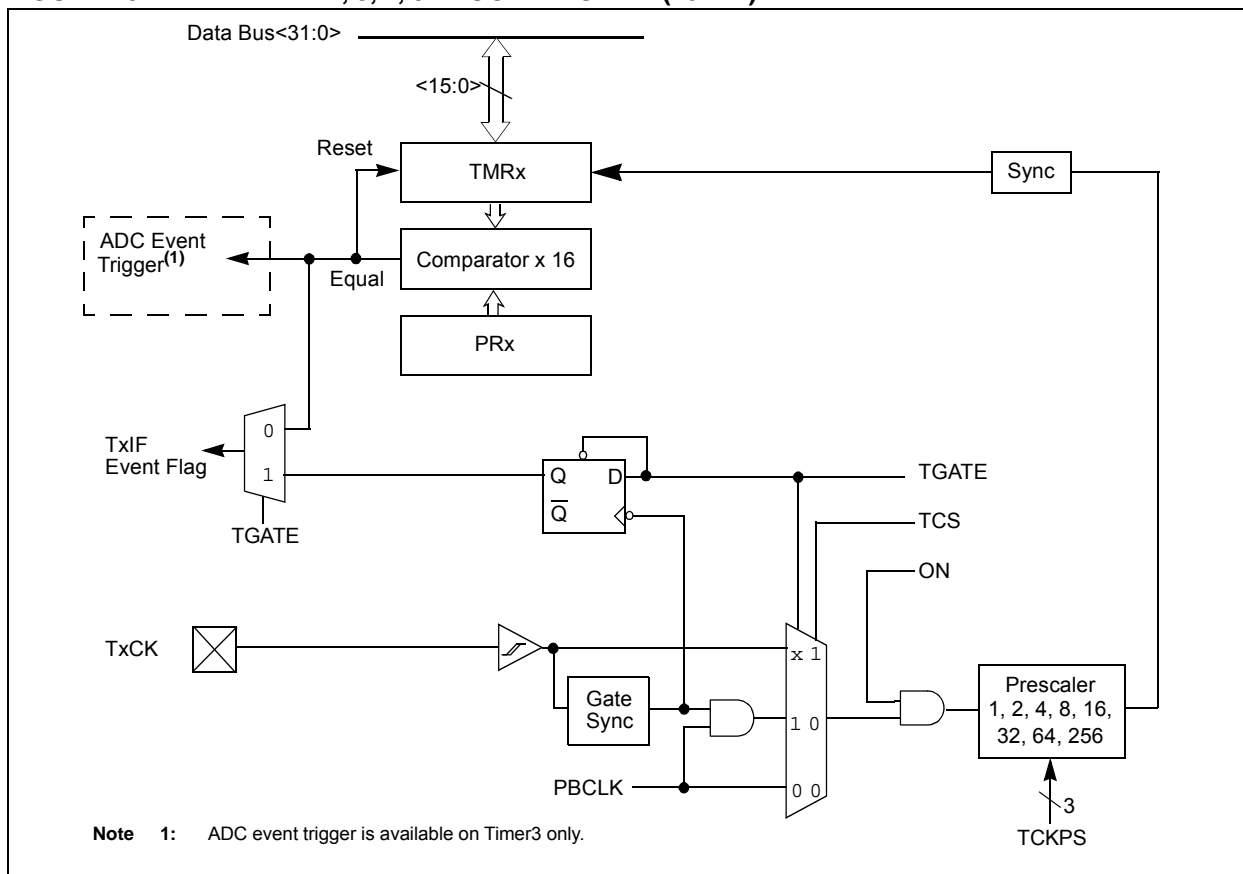 Data Bus<31:0>
<15:0>
Reset
TMRx
Sync
ADC Event
Trigger(1)
Equal
Comparator x 16
PRx
TxIF
Event Flag
0
1
TGATE
Q D
Q
TGATE
TCS
ON
TxCK
x 1
Gate
Sync
1 0
Prescaler
1, 2, 4, 8, 16,
32, 64, 256
PBCLK
0 0
3
TCKPS
Note 1: ADC event trigger is available on Timer3 only.